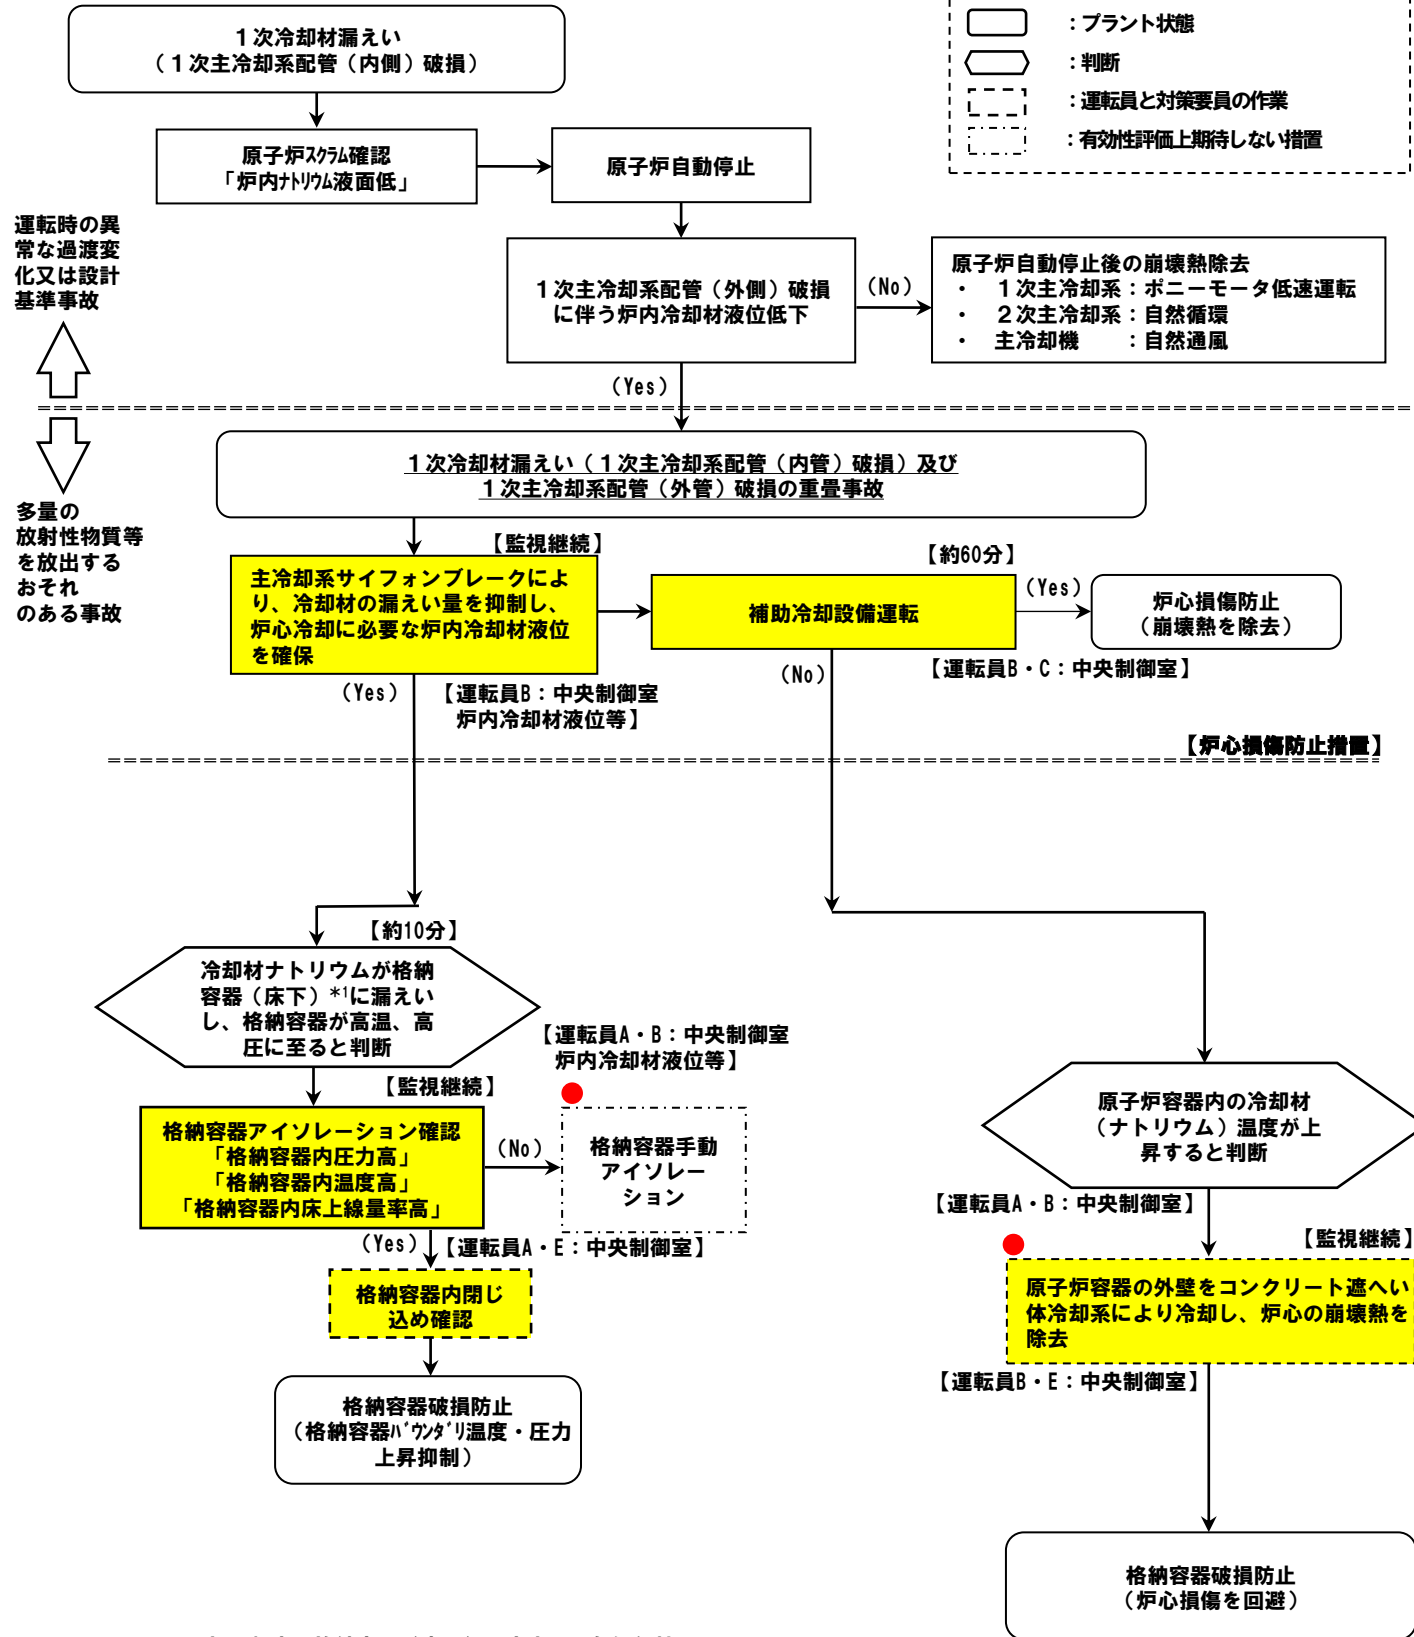 １次冷却材漏えい
（１次主冷却系配管（内側）破損）
：プラント状態
：判断
：運転員と対策要員の作業
：有効性評価上期待しない措置
原子炉ｽｸﾗﾑ確認
「炉内ﾅﾄﾘｳﾑ液面低」
原子炉自動停止
運転時の異
常な過渡変
化又は設計
基準事故
１次主冷却系配管（外側）破損
に伴う炉内冷却材液位低下
（No）
原子炉自動停止後の崩壊熱除去
・　１次主冷却系：ポニーモータ低速運転
・　２次主冷却系：自然循環
・　主冷却機　　：自然通風
（Yes）
多量の
放射性物質等
を放出する
おそれ
のある事故
１次冷却材漏えい（１次主冷却系配管（内管）破損）及び
１次主冷却系配管（外管）破損の重畳事故
【監視継続】
主冷却系サイフォンブレークによ
り、冷却材の漏えい量を抑制し、
炉心冷却に必要な炉内冷却材液位
を確保
【約60分】
補助冷却設備運転
（Yes）
炉心損傷防止
（崩壊熱を除去）
（Yes）
【運転員B：中央制御室
炉内冷却材液位等】
（No）
【運転員B・C：中央制御室】
【炉心損傷防止措置】
【約10分】
冷却材ナトリウムが格納
容器（床下）*1に漏えい
し、格納容器が高温、高
圧に至ると判断
【運転員A・B：中央制御室
炉内冷却材液位等】
【監視継続】
格納容器アイソレーション確認
「格納容器内圧力高」
「格納容器内温度高」
「格納容器内床上線量率高」
（No）
格納容器手動
アイソレー
ション
原子炉容器内の冷却材
（ナトリウム）温度が上
昇すると判断
【運転員A・B：中央制御室】
（Yes）
【運転員A・E：中央制御室】
【監視継続】
格納容器内閉じ
込め確認
原子炉容器の外壁をコンクリート遮へい
体冷却系により冷却し、炉心の崩壊熱を
除去
【運転員B・E：中央制御室】
格納容器破損防止
（格納容器ﾊﾞｳﾝﾀﾞﾘ温度・圧力
上昇抑制）
格納容器破損防止
（炉心損傷を回避）